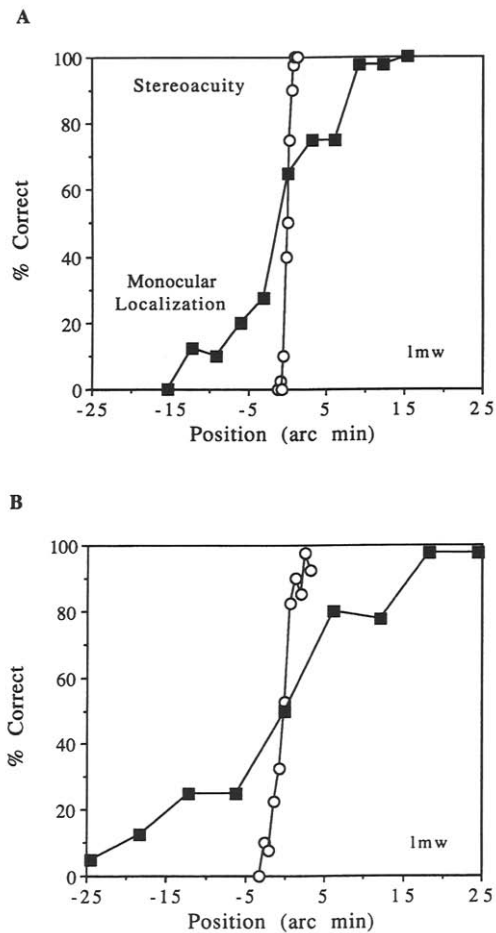 A
100
Stereoacuity
80
60
% Correct
40
Monocular
Localization
20
lmw
0
-25 -15 -5 5 15 25
Position (arc min)
B
100
80
60
% Correct
40
20
lmw
0
-25 -15 -5 5 15 25
Position (arc min)